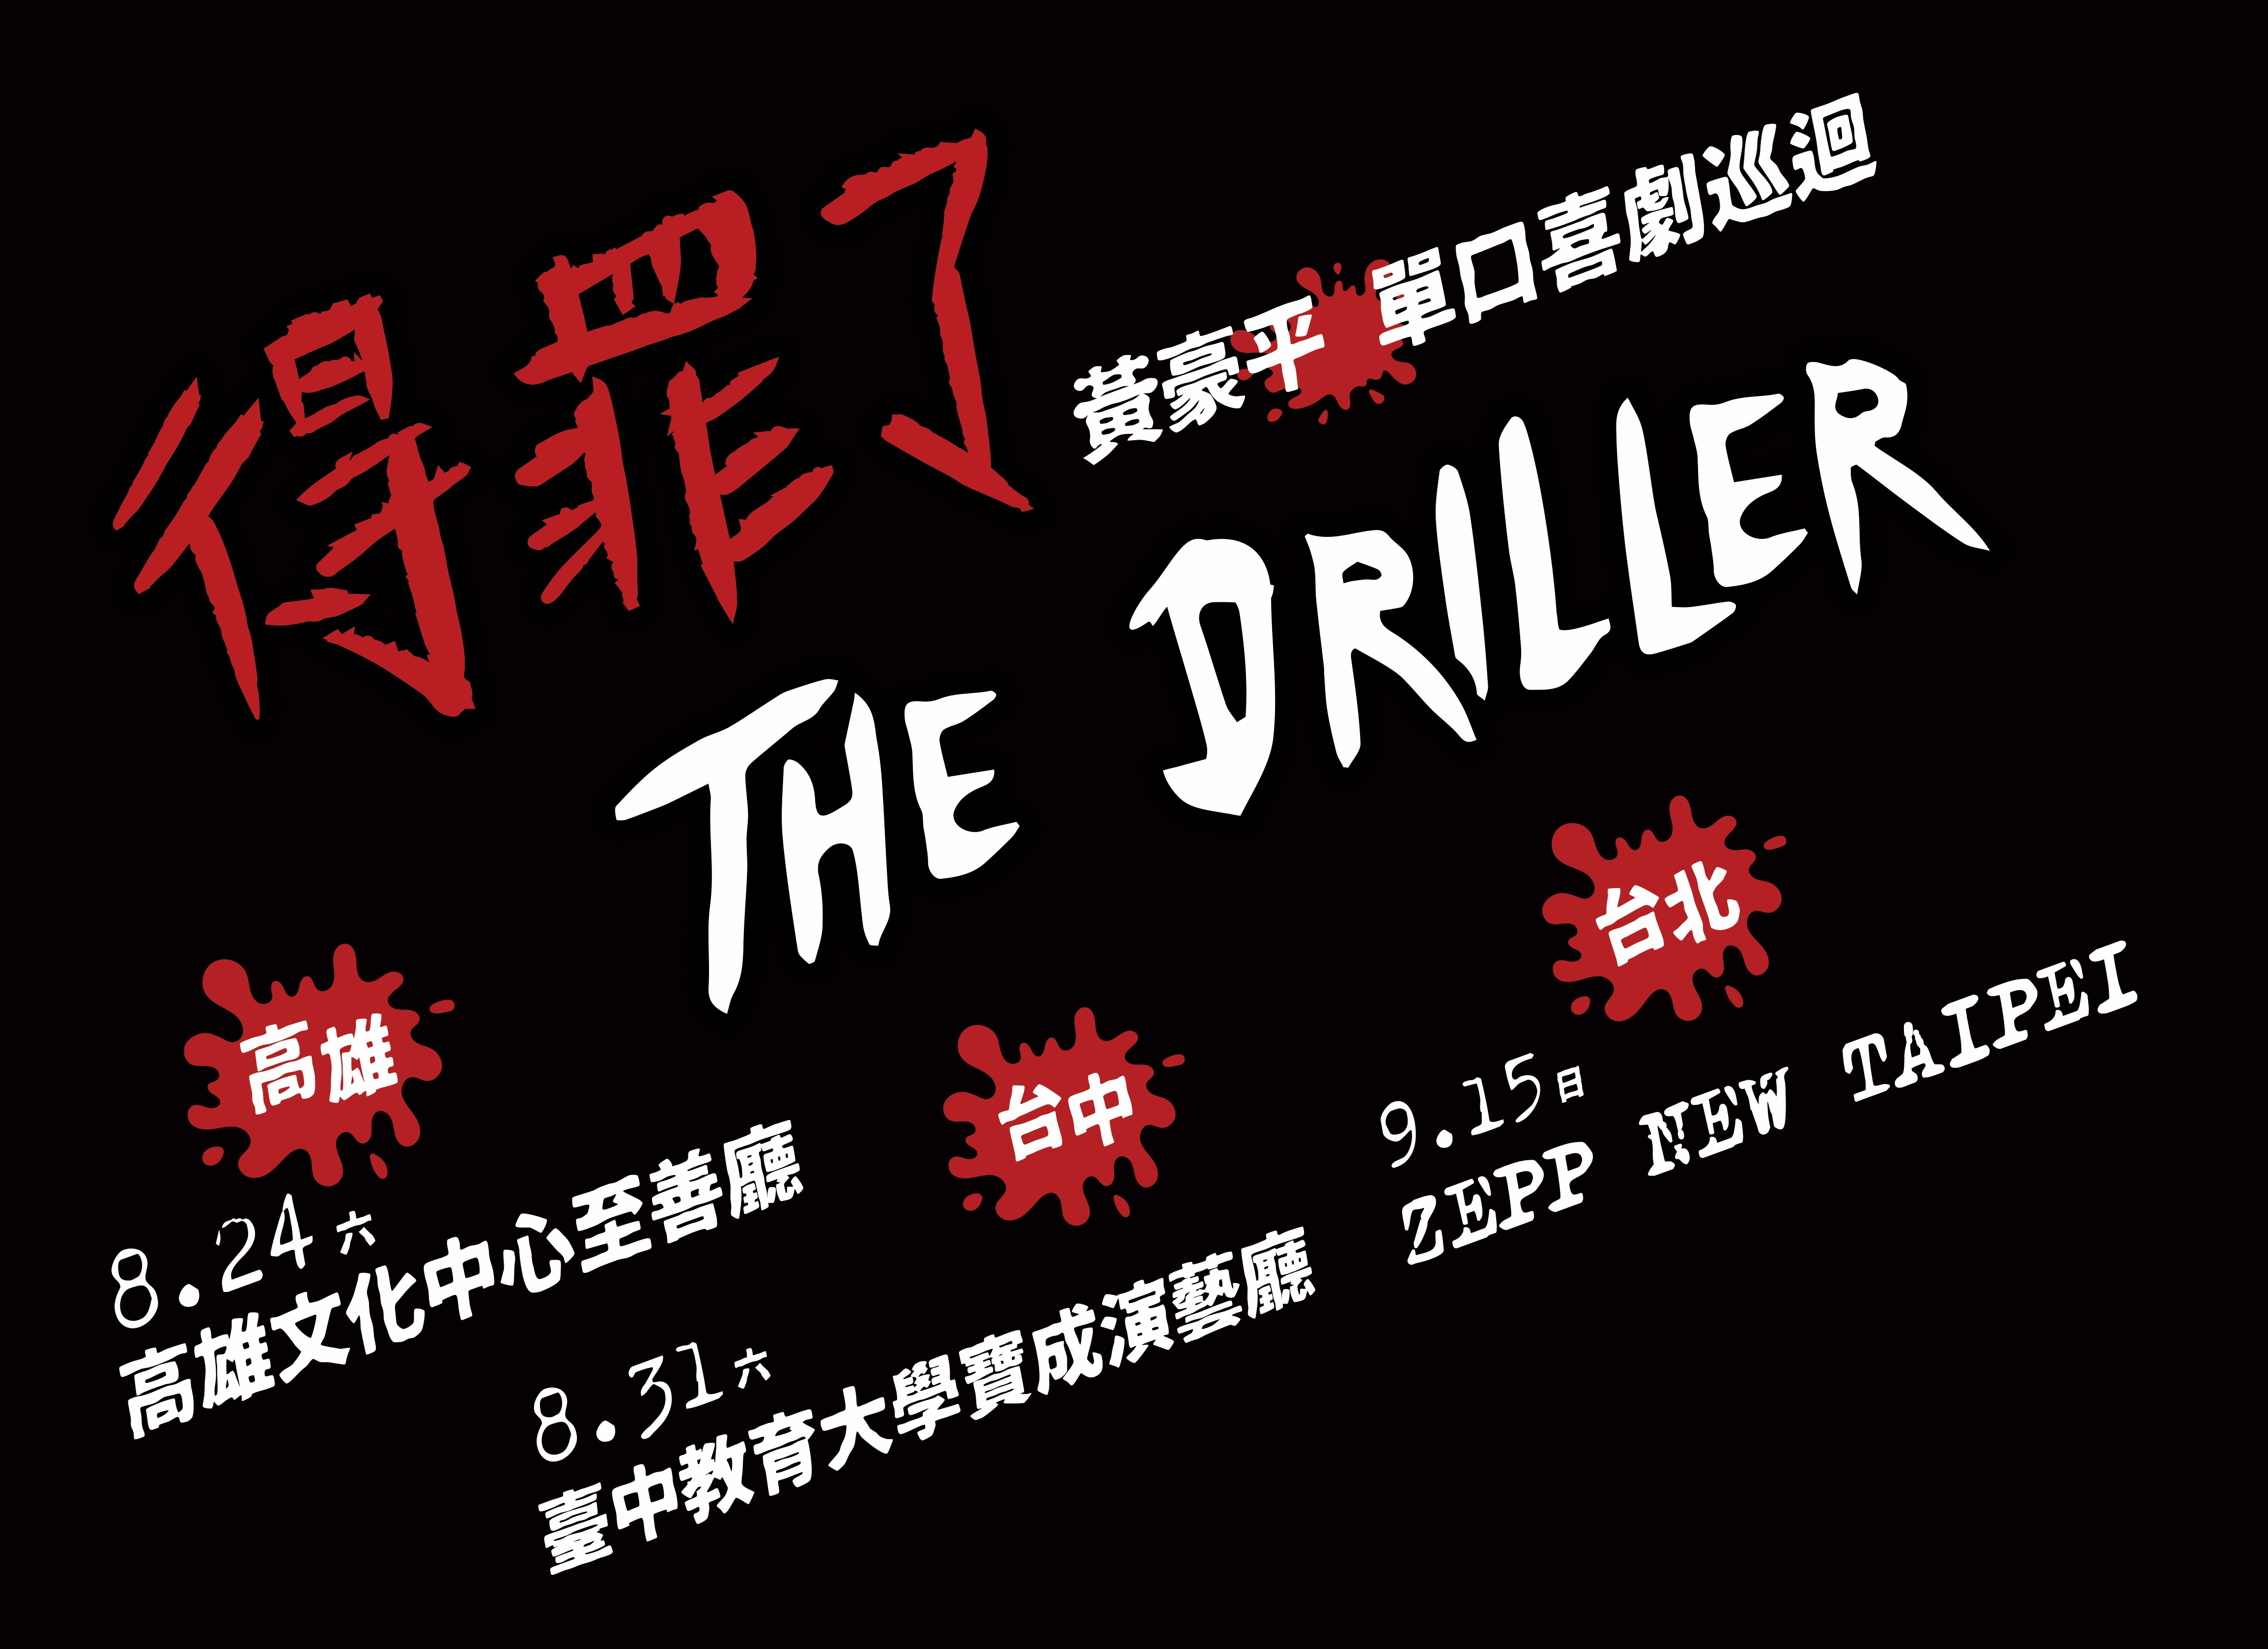 得罪了
黃豪平 單口喜劇巡迴
THE DRILLER
高雄
8.24六
高雄文化中心至善廳
台中
8.31六
臺中教育大學寶成演藝廳
台北
9.15日
ZEPP NEW TAIPEI